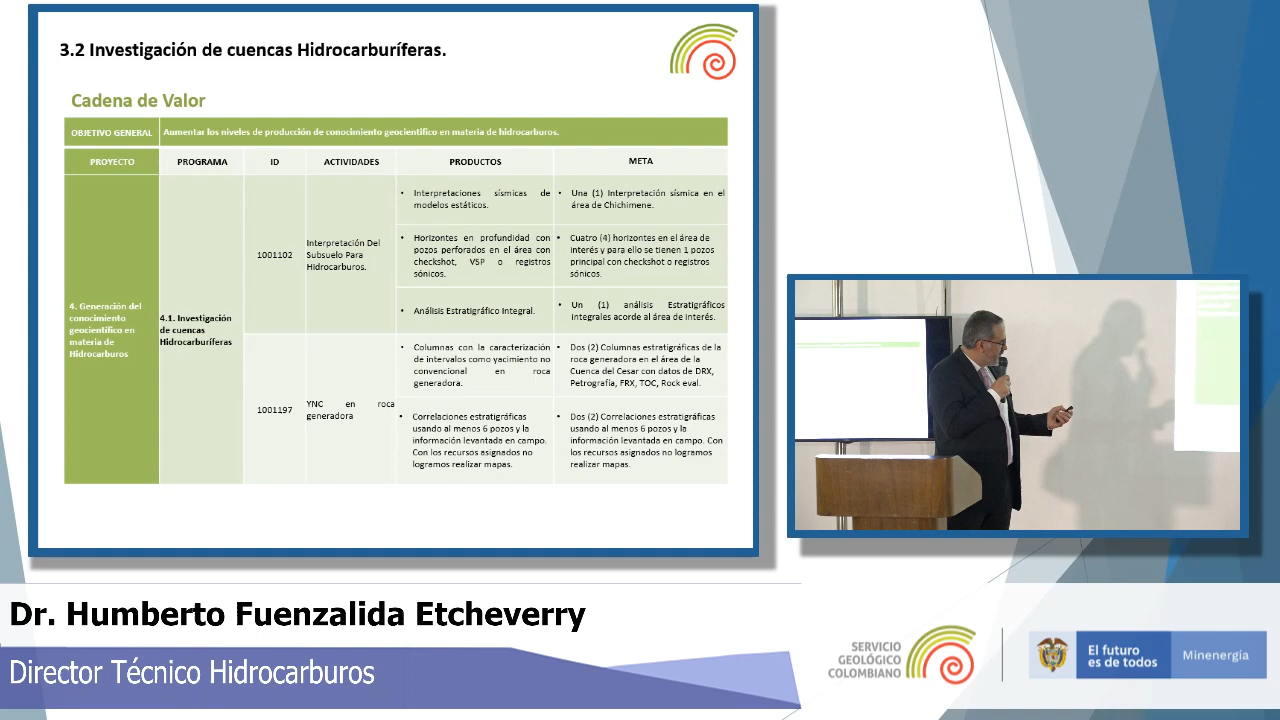 3.2 Investigación de cuencas Hidrocarburíferas.
Cadena de Valor
OBJETIVO GENERAL
Aumentar los niveles de producción de conocimiento geocientifico en materia de hidrocarburos.
PROYECTO
PROGRAMA
ID
ACTIVIDADES
PRODUCTOS
META
4. Generación del
conocimiento
geocientífico en
materia de
Hidrocarburos
4.1. Investigación
de cuencas
Hidrocarburíferas
1001102
Interpretación Del
Subsuelo Para
Hidrocarburos.
• Interpretaciones sísmicas de
modelos estáticos.
• Una (1) Interpretación sísmica en el
área de Chichimene.
• Horizontes en profundidad con
pozos perforados en el área con
checkshot, VSP o registros
sónicos.
• Cuatro (4) horizontes en el área de
interés y para ello se tienen 1 pozos
principal con checkshot o registros
sónicos.
• Análisis Estratigráfico Integral.
• Un (1) análisis Estratigráficos
Integrales acorde al área de interés.
1001197
YNC en roca
generadora
• Columnas con la caracterización
de intervalos como yacimiento no
convencional en roca
generadora.
• Dos (2) Columnas estratigráficas de la
roca generadora en el área de la
Cuenca del Cesar con datos de DRX,
Petrografía, FRX, TOC, Rock eval.
• Correlaciones estratigráficas
usando al menos 6 pozos y la
información levantada en campo.
Con los recursos asignados no
logramos realizar mapas.
• Dos (2) Correlaciones estratigráficas
usando al menos 6 pozos y la
información levantada en campo. Con
los recursos asignados no logramos
realizar mapas.
Dr. Humberto Fuenzalida Etcheverry
Director Técnico Hidrocarburos
SERVICIO
GEOLÓGICO
COLOMBIANO
El futuro
es de todos
Minenergía